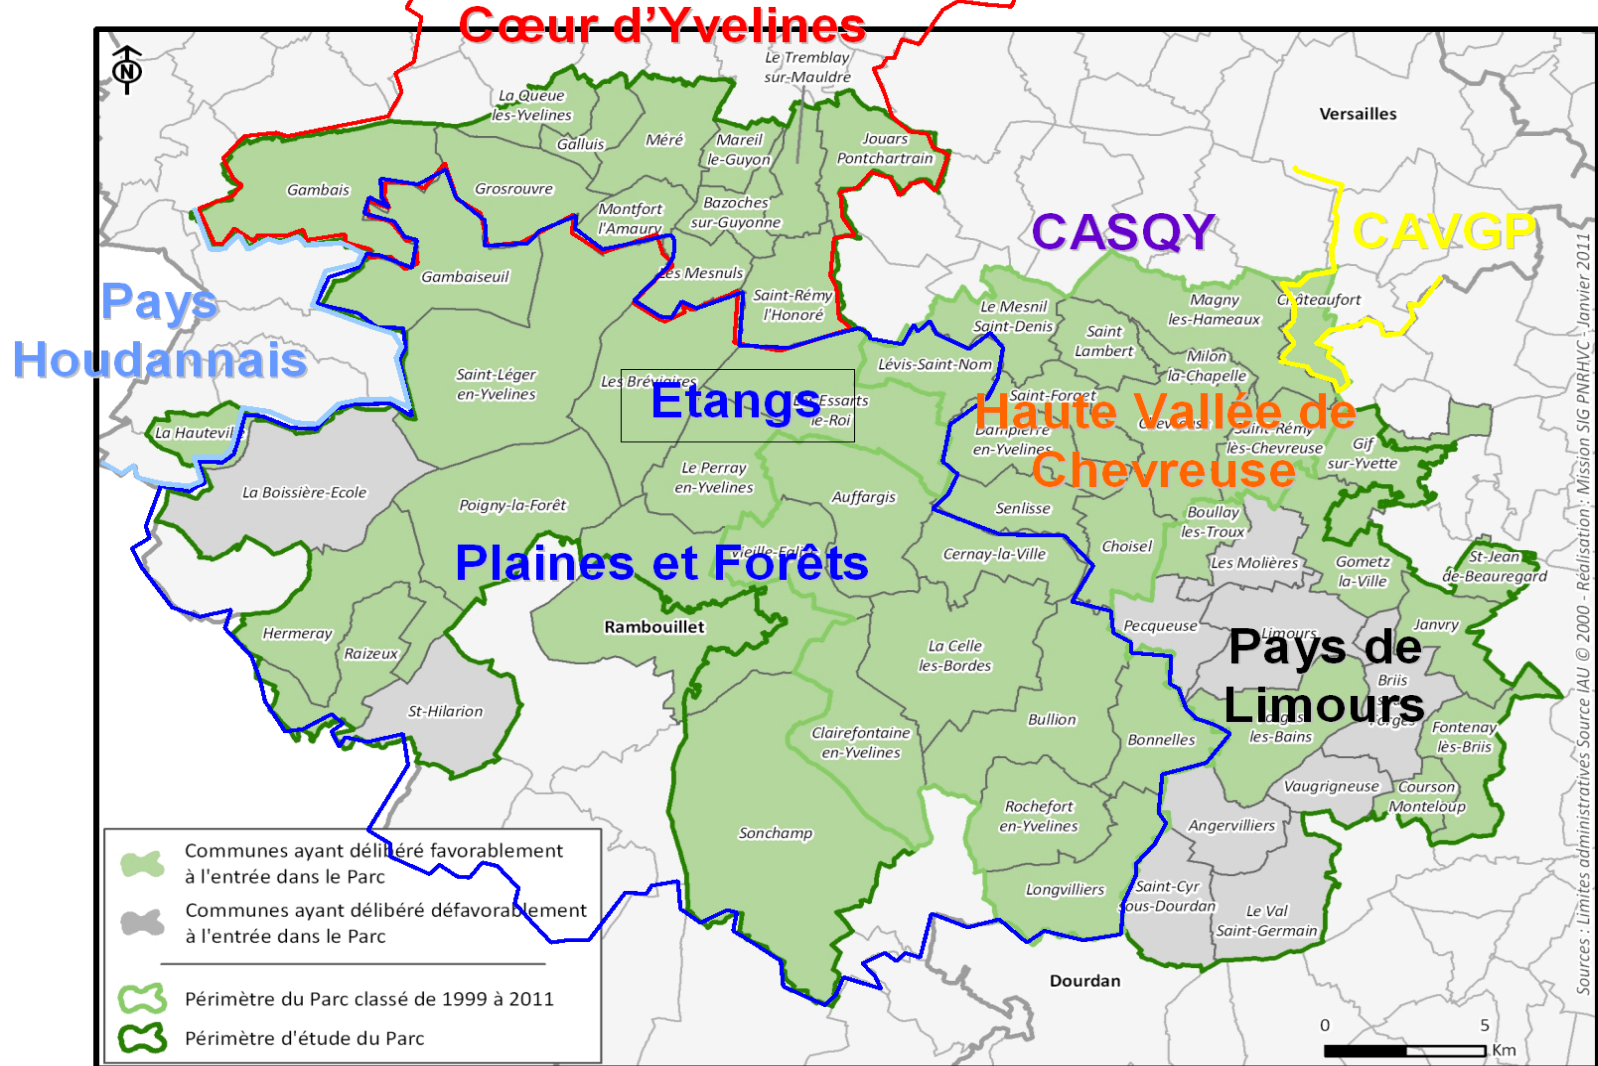 Cœur d'Yvelines
N
Le Tremblay
sur-Mauldre
La Queue
les-Yvelines
Versailles
Galluis
Méré
Mareil
le-Guyon
Jouars
Pontchartrain
Gambais
Grosrouvre
Montfort
l'Amaury
Bazoches
sur-Guyonne
CASQY
CAVGP
Gambaiseuil
Les Mesnuls
Saint-Rémy
l'Honoré
Le Mesnil
Saint-Denis
Magny
les-Hameaux
Châteaufort
Pays
Houdannais
Saint
Lambert
Milon
la-Chapelle
Saint-Léger
en-Yvelines
Les Bréviaires
Lévis-Saint-Nom
Etangs
Essarts
le-Roi
Saint-Forget
Haute Vallée de
Chevreuse
Dampierre
en-Yvelines
Chevreuse
Saint-Rémy
lès-Chevreuse
Gif
sur-Yvette
La Hauteville
La Boissière-Ecole
Le Perray
en-Yvelines
Poigny-la-Forêt
Auffargis
Senlisse
Boullay
les-Troux
Plaines et Forêts
Cernay-la-Ville
Choisel
Les Molières
Gometz
la-Ville
St-Jean
de-Beauregard
Hermeray
Raizeux
Rambouillet
La Celle
les-Bordes
Pecqueuse
Limours
Janvry
Pays de
Limours
Briis
St-Hilarion
Clairefontaine
en-Yvelines
Bullion
Bonnelles
les-Bains
Fontenay
lès-Briis
Vaugrigneuse
Courson
Monteloup
Sonchamp
Rochefort
en-Yvelines
Angervilliers
Longvilliers
Saint-Cyr
sous-Dourdan
Le Val
Saint-Germain
Dourdan
Communes ayant délibéré favorablement
à l'entrée dans le Parc
Communes ayant délibéré défavorablement
à l'entrée dans le Parc
Périmètre du Parc classé de 1999 à 2011
Périmètre d'étude du Parc
0 5
Km
Sources : Limites administratives Source IAU © 2000 - Réalisation : Mission SIG PNRHVC - Janvier 2011